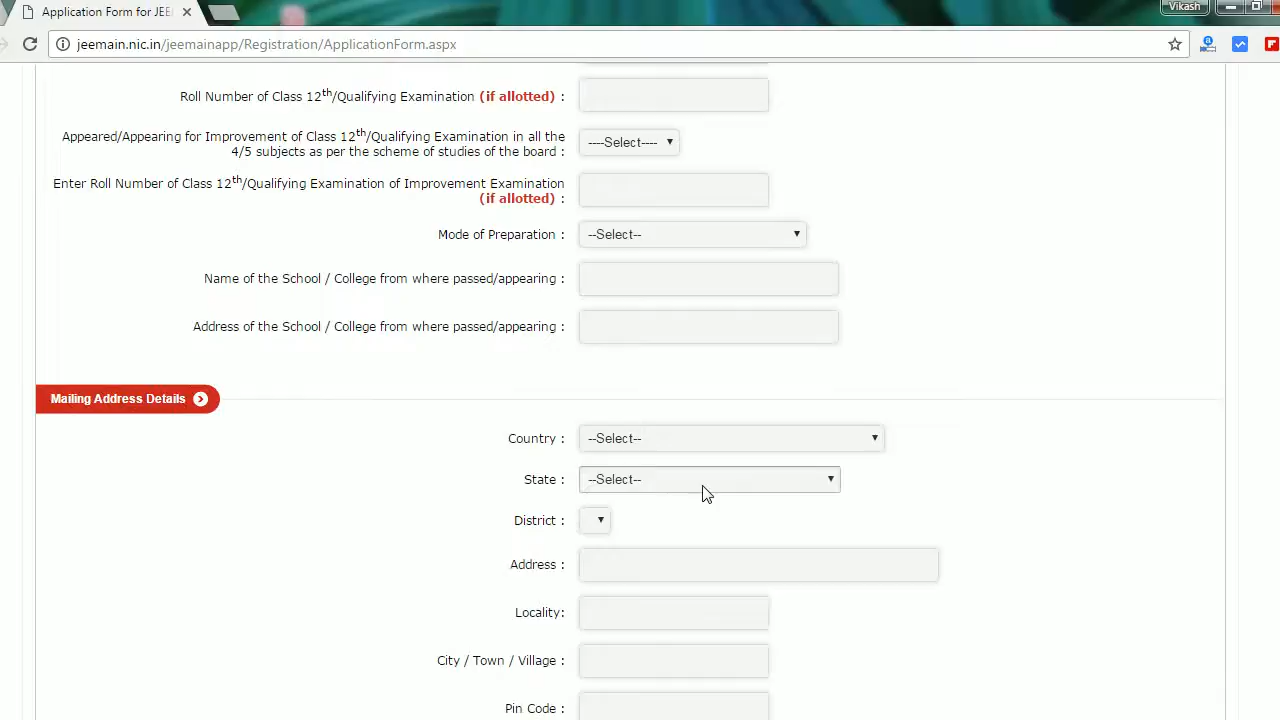 Application Form for JEE
Vikash
jeemain.nic.in/jeemainapp/Registration/ApplicationForm.aspx
Roll Number of Class 12th/Qualifying Examination (if allotted) :
Appeared/Appearing for Improvement of Class 12th/Qualifying Examination in all the
4/5 subjects as per the scheme of studies of the board :
----Select----
Enter Roll Number of Class 12th/Qualifying Examination of Improvement Examination
(if allotted) :
Mode of Preparation :
--Select--
Name of the School / College from where passed/appearing :
Address of the School / College from where passed/appearing :
Mailing Address Details
Country :
--Select--
State :
--Select--
District :
Address :
Locality:
City / Town / Village :
Pin Code :